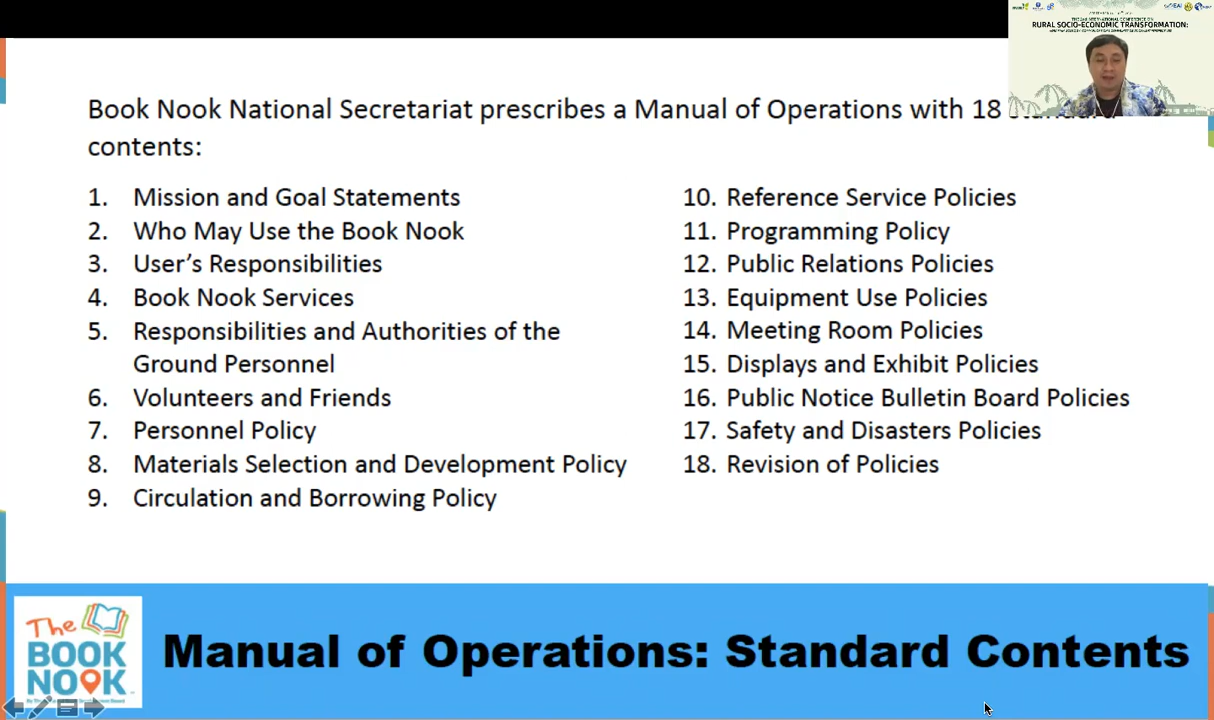 RURAL SOCIO-ECONOMIC TRANSFORMATION:
Book Nook National Secretariat prescribes a Manual of Operations with 18
contents:
1. Mission and Goal Statements
2. Who May Use the Book Nook
3. User's Responsibilities
4. Book Nook Services
5. Responsibilities and Authorities of the
Ground Personnel
6. Volunteers and Friends
7. Personnel Policy
8. Materials Selection and Development Policy
9. Circulation and Borrowing Policy
10. Reference Service Policies
11. Programming Policy
12. Public Relations Policies
13. Equipment Use Policies
14. Meeting Room Policies
15. Displays and Exhibit Policies
16. Public Notice Bulletin Board Policies
17. Safety and Disasters Policies
18. Revision of Policies
The
BOOK
NOOK
Manual of Operations: Standard Contents